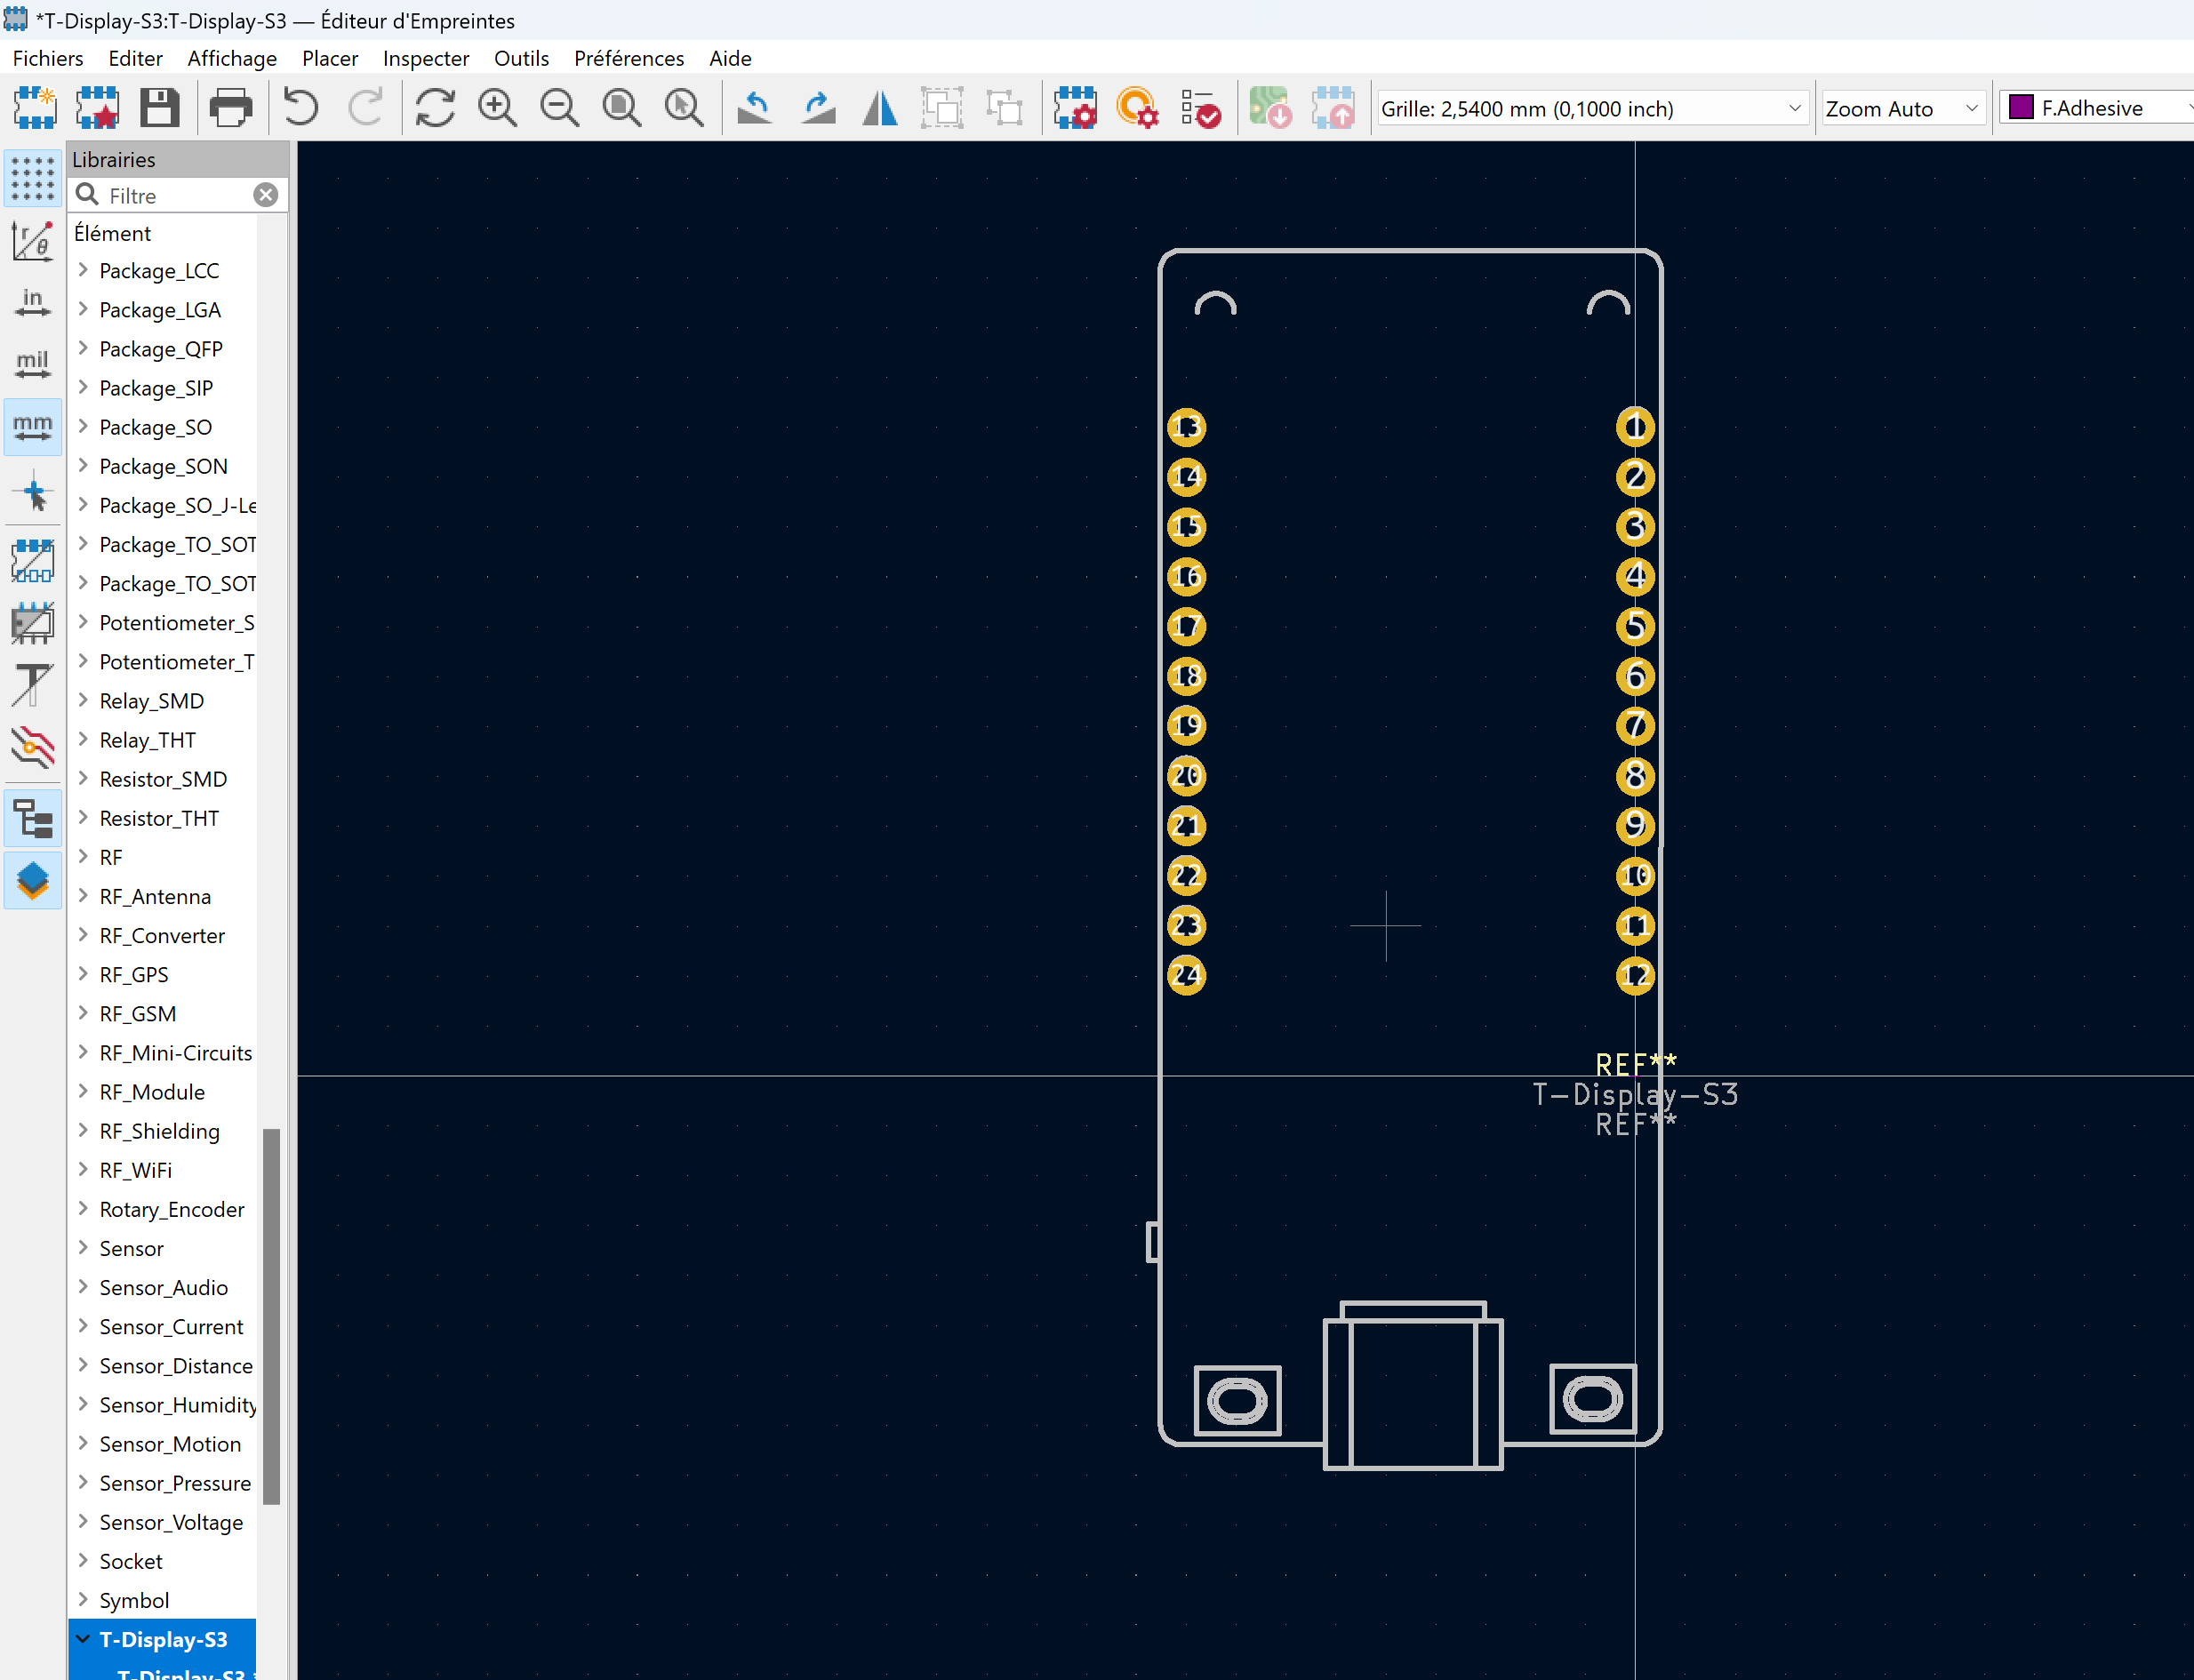 *T-Display-S3:T-Display-S3 — Éditeur d'Empreintes
Fichiers Editer Affichage Placer Inspecter Outils Préférences Aide
Grille: 2,5400 mm (0,1000 inch)
Zoom Auto
F.Adhesive
Librairies
Filtre
Élément
Package_LCC
Package_LGA
Package_QFP
Package_SIP
Package_SO
Package_SON
Package_SO_J-Le
Package_TO_SOT
Package_TO_SOT
Potentiometer_S
Potentiometer_T
Relay_SMD
Relay_THT
Resistor_SMD
Resistor_THT
RF
RF_Antenna
RF_Converter
RF_GPS
RF_GSM
RF_Mini-Circuits
RF_Module
RF_Shielding
RF_WiFi
Rotary_Encoder
Sensor
Sensor_Audio
Sensor_Current
Sensor_Distance
Sensor_Humidity
Sensor_Motion
Sensor_Pressure
Sensor_Voltage
Socket
Symbol
T-Display-S3
T-Display-S3 *
r θ
in
mil
mm
13 1
14 2
15 3
16 4
17 5
18 6
19 7
20 8
21 9
22 10
23 11
24 12
REF**
T-Display-S3
REF**